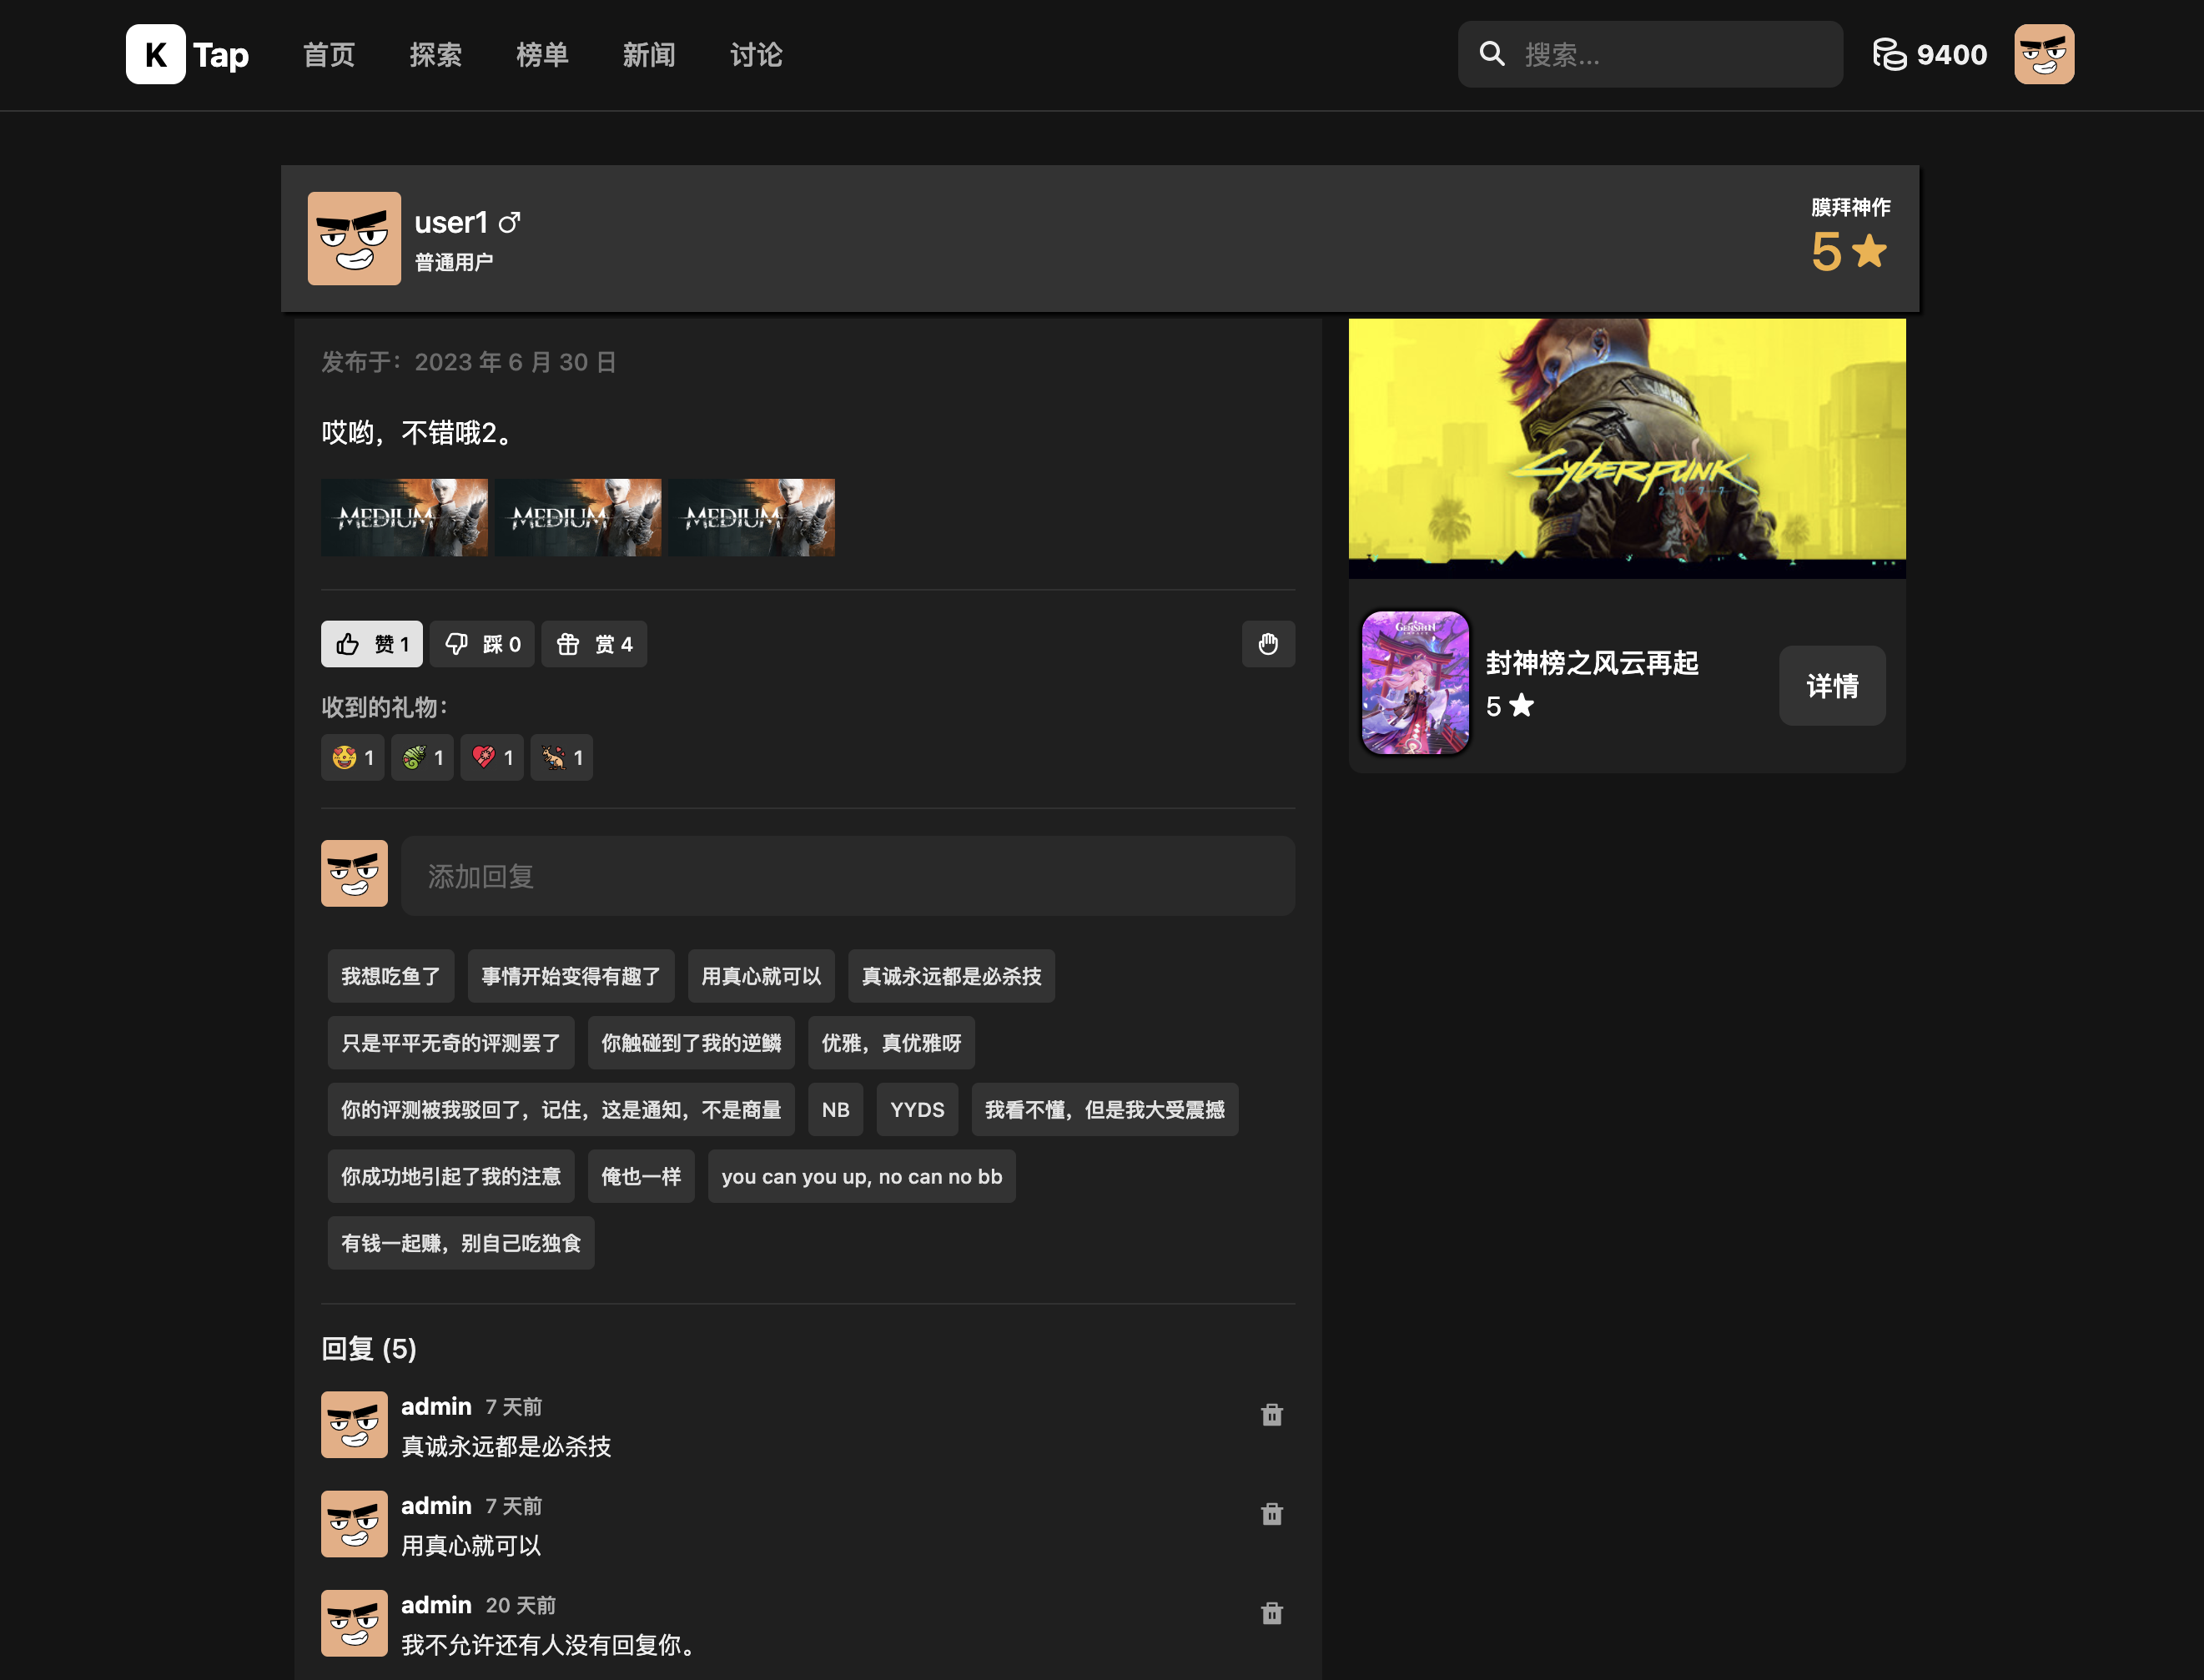 K Tap 首页 探索 榜单 新闻 讨论 搜索... 9400
user1
普通用户
膜拜神作
5
发布于：2023 年 6 月 30 日
哎哟，不错哦2。
MEDIUM MEDIUM MEDIUM
赞 1 踩 0 赏 4
收到的礼物：
1 1 1 1
添加回复
我想吃鱼了 事情开始变得有趣了 用真心就可以 真诚永远都是必杀技
只是平平无奇的评测罢了 你触碰到了我的逆鳞 优雅，真优雅呀
你的评测被我驳回了，记住，这是通知，不是商量 NB YYDS 我看不懂，但是我大受震撼
你成功地引起了我的注意 俺也一样 you can you up, no can no bb
有钱一起赚，别自己吃独食
回复 (5)
admin 7 天前
真诚永远都是必杀技
admin 7 天前
用真心就可以
admin 20 天前
我不允许还有人没有回复你。
CYBERPUNK
2077
GENSHIN
IMPACT
封神榜之风云再起
5
详情